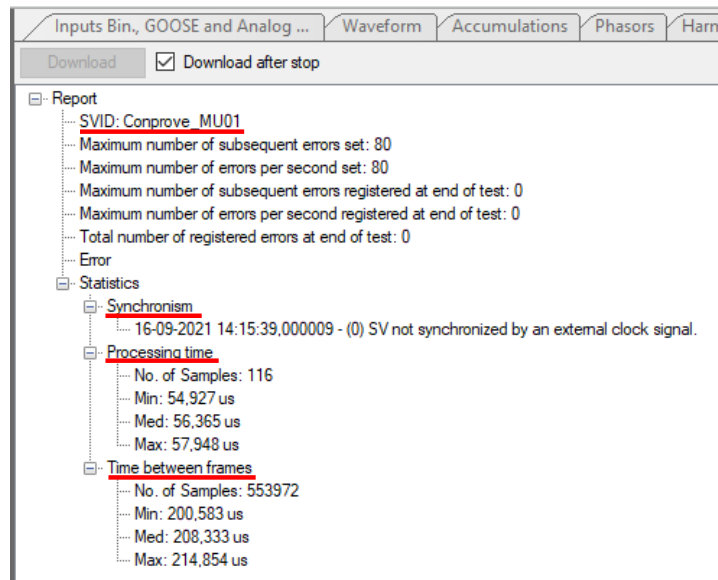 Inputs Bin., GOOSE and Analog ... Waveform Accumulations Phasors Harn
Download Download after stop
Report
SVID: Conprove_MU01
Maximum number of subsequent errors set: 80
Maximum number of errors per second set: 80
Maximum number of subsequent errors registered at end of test: 0
Maximum number of errors per second registered at end of test: 0
Total number of registered errors at end of test: 0
Error
Statistics
Synchronism
16-09-2021 14:15:39,000009 - (0) SV not synchronized by an external clock signal.
Processing time
No. of Samples: 116
Min: 54,927 us
Med: 56,365 us
Max: 57,948 us
Time between frames
No. of Samples: 553972
Min: 200,583 us
Med: 208,333 us
Max: 214,854 us